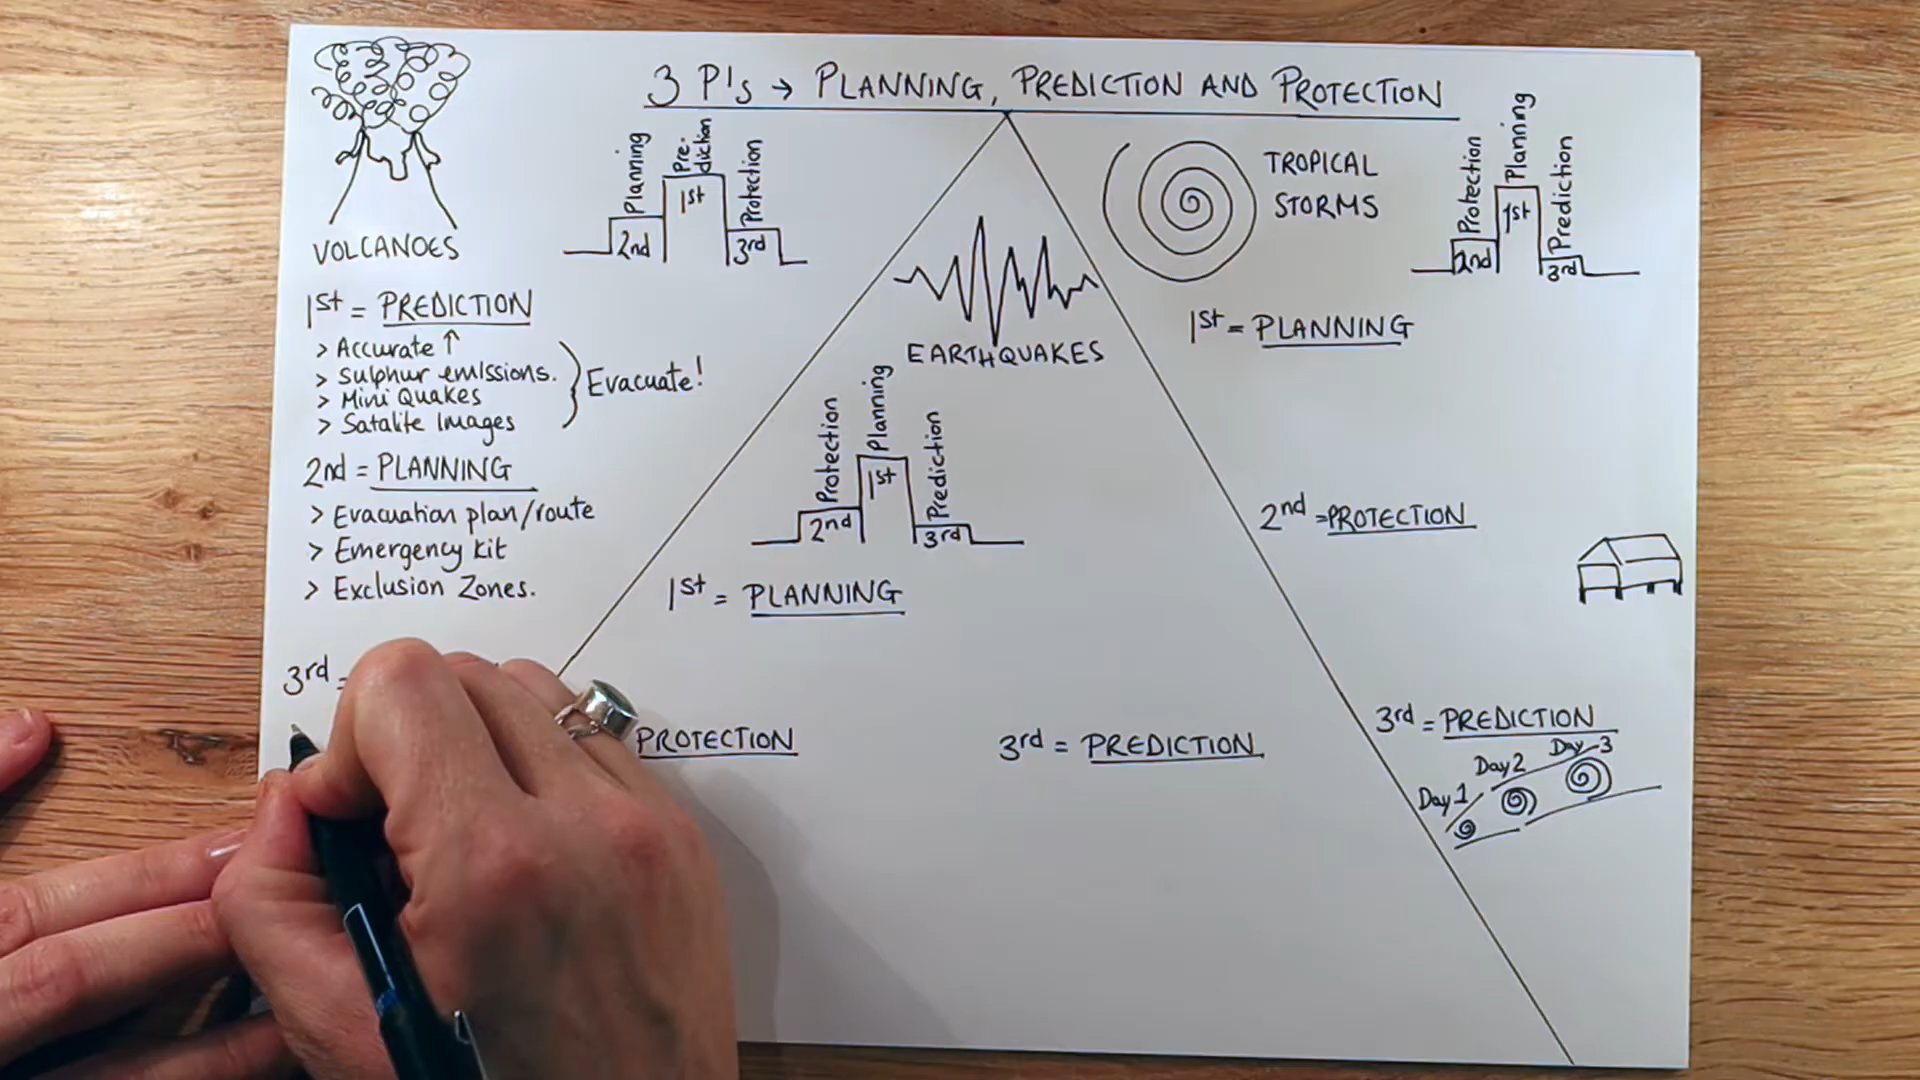 3 P's → PLANNING, PREDICTION AND PROTECTION
VOLCANOES
Planning
Pre-
diction
Protection
2nd
1st
3rd
1st = PREDICTION
> Accurate ↑
> Sulphur emissions.
> Mini Quakes
> Satalite Images
Evacuate!
2nd = PLANNING
> Evacuation plan/route
> Emergency kit
> Exclusion Zones.
3rd =
EARTHQUAKES
Protection
Planning
Prediction
2nd
1st
3rd
1st = PLANNING
PROTECTION
3rd = PREDICTION
TROPICAL
STORMS
Protection
Planning
Prediction
2nd
1st
3rd
1st = PLANNING
2nd = PROTECTION
3rd = PREDICTION
Day 1
Day 2
Day 3